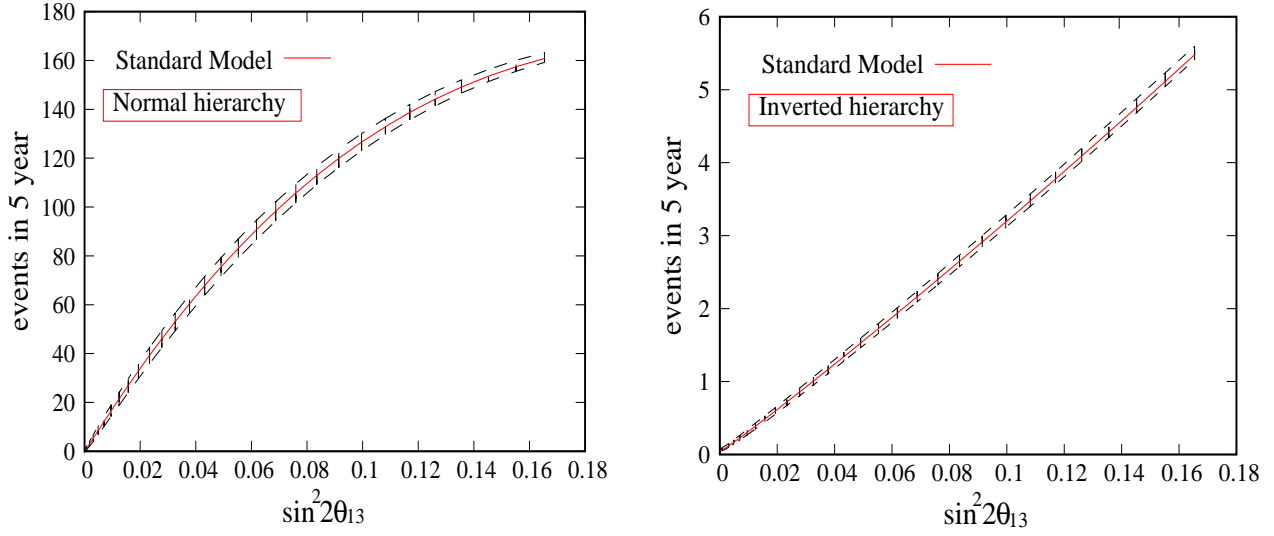 180
160
140
120
100
80
60
40
20
0
events in 5 year
Standard Model
Normal hierarchy
0 0.02 0.04 0.06 0.08 0.1 0.12 0.14 0.16 0.18
sin²2θ₁₃
6
5
4
3
2
1
0
events in 5 year
Standard Model
Inverted hierarchy
0 0.02 0.04 0.06 0.08 0.1 0.12 0.14 0.16 0.18
sin²2θ₁₃